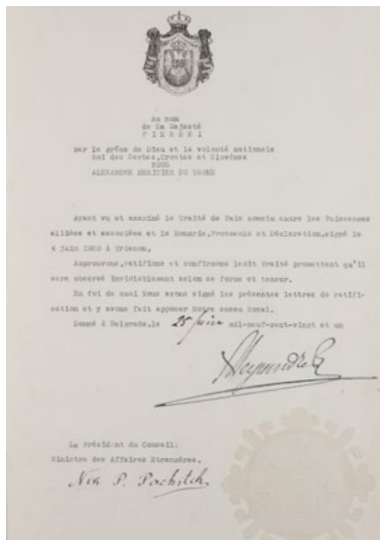 Au nom
de Sa Majesté
PIERRE I
par la grâce de Dieu et la volonté nationale
Roi des Serbes, Croates et Slovènes
NOUS
ALEXANDRE HÉRITIER DU TRÔNE
Ayant vu et examiné le Traité de Paix conclu entre les Puissances
alliées et associées et la Hongrie, Protocole et Déclaration, signé le
4 juin 1920 à Trianon,
Approuvons, ratifions et confirmons ledit Traité promettant qu'il
sera observé inviolablement selon sa forme et teneur.
En foi de quoi Nous avons signé les présentes lettres de ratifi-
cation et y avons fait apposer Notre sceau Royal.
Donné à Belgrade, le 25 juin mil-neuf-cent-vingt et un
Alexandre
Le Président du Conseil;
Ministre des Affaires Etrangères,
Nik P. Pachitch